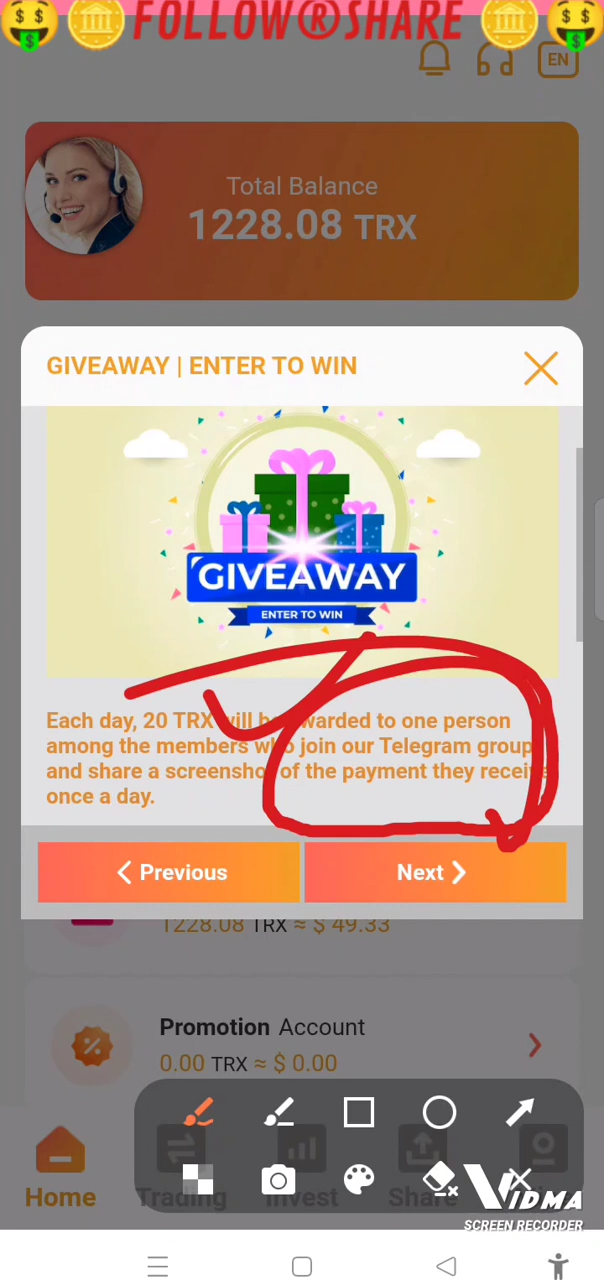 FOLLOW®SHARE
EN
Total Balance
1228.08 TRX
GIVEAWAY | ENTER TO WIN
GIVEAWAY
ENTER TO WIN
Each day, 20 TRX will be awarded to one person
among the members who join our Telegram group
and share a screenshot of the payment they receive
once a day.
Previous
Next
1228.08 TRX ≈ $ 49.33
Promotion Account
0.00 TRX ≈ $ 0.00
Home
Trading
Invest
Share
VIDMA
SCREEN RECORDER